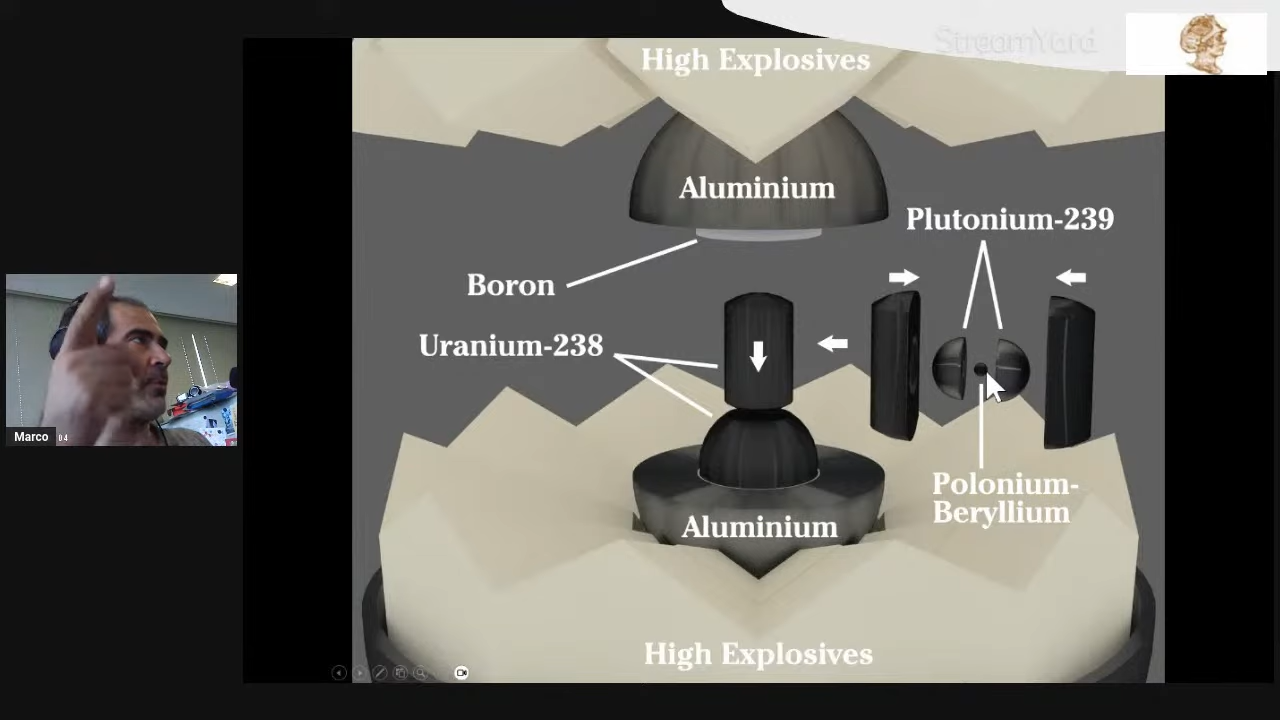 StreamYard
High Explosives
Aluminium
Plutonium-239
Boron
Uranium-238
Polonium-
Beryllium
Aluminium
High Explosives
Marco